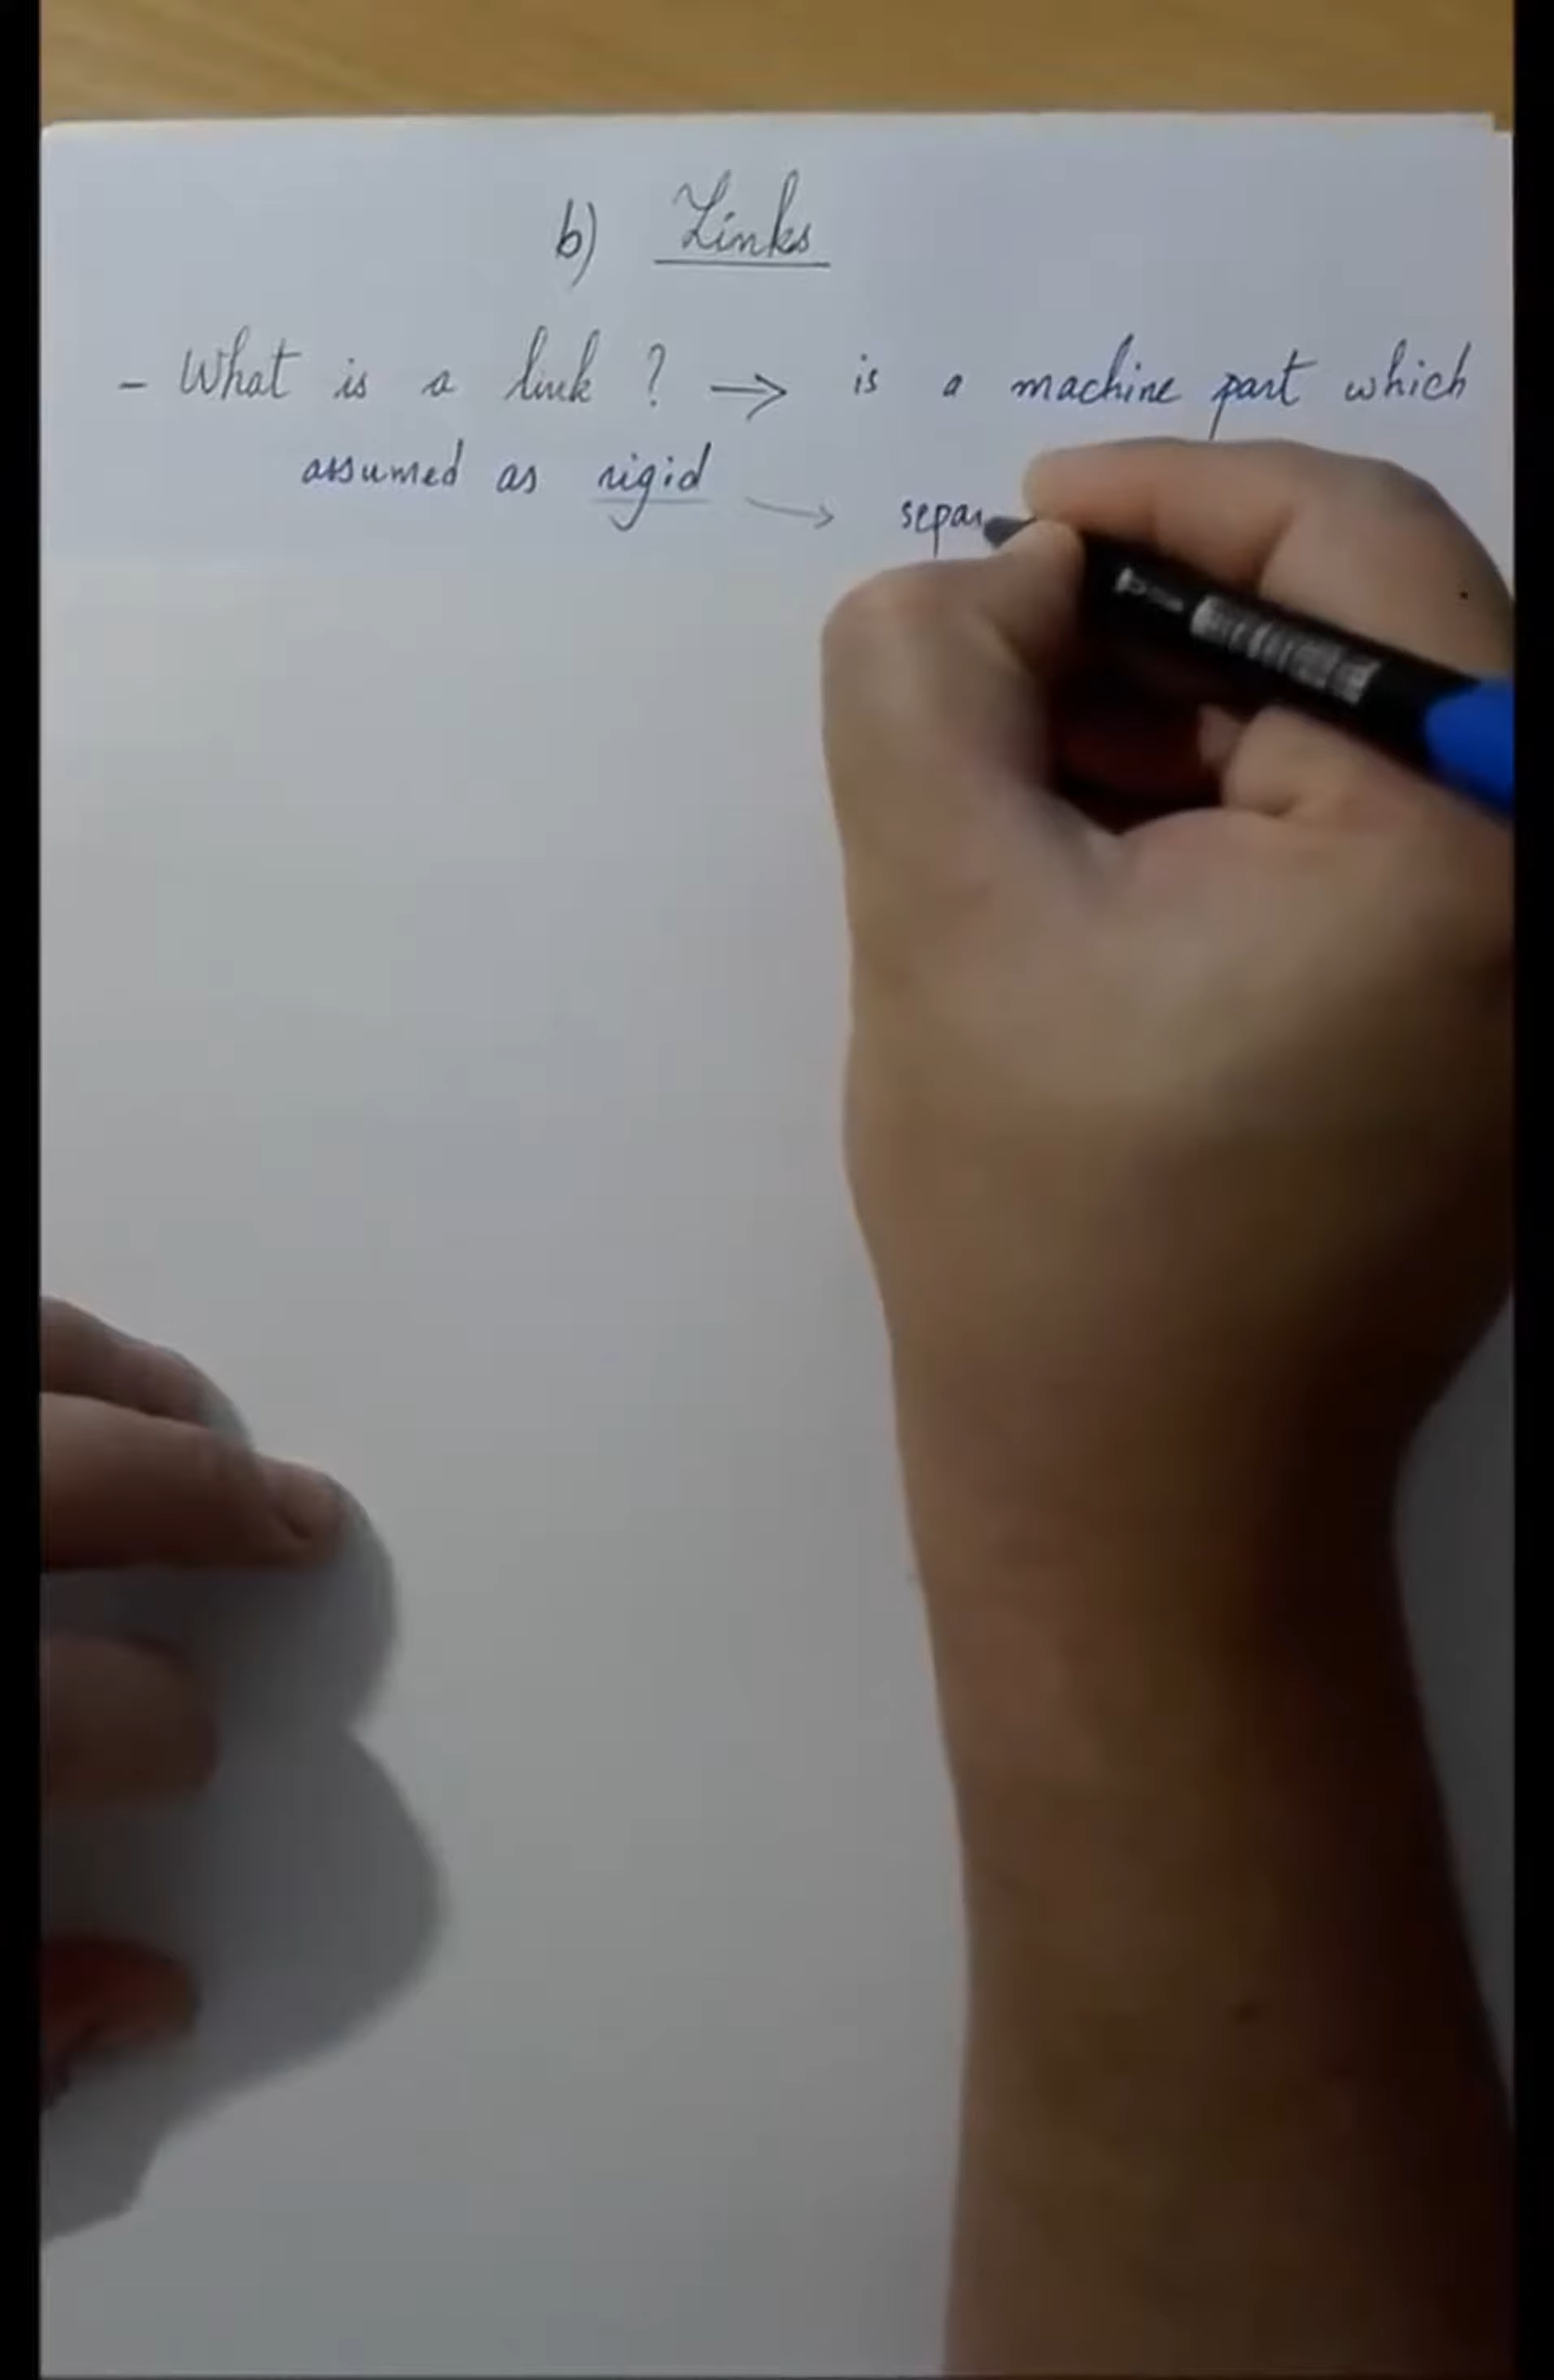 b) Links
- What is a link ? → is a machine part which
assumed as rigid → separ